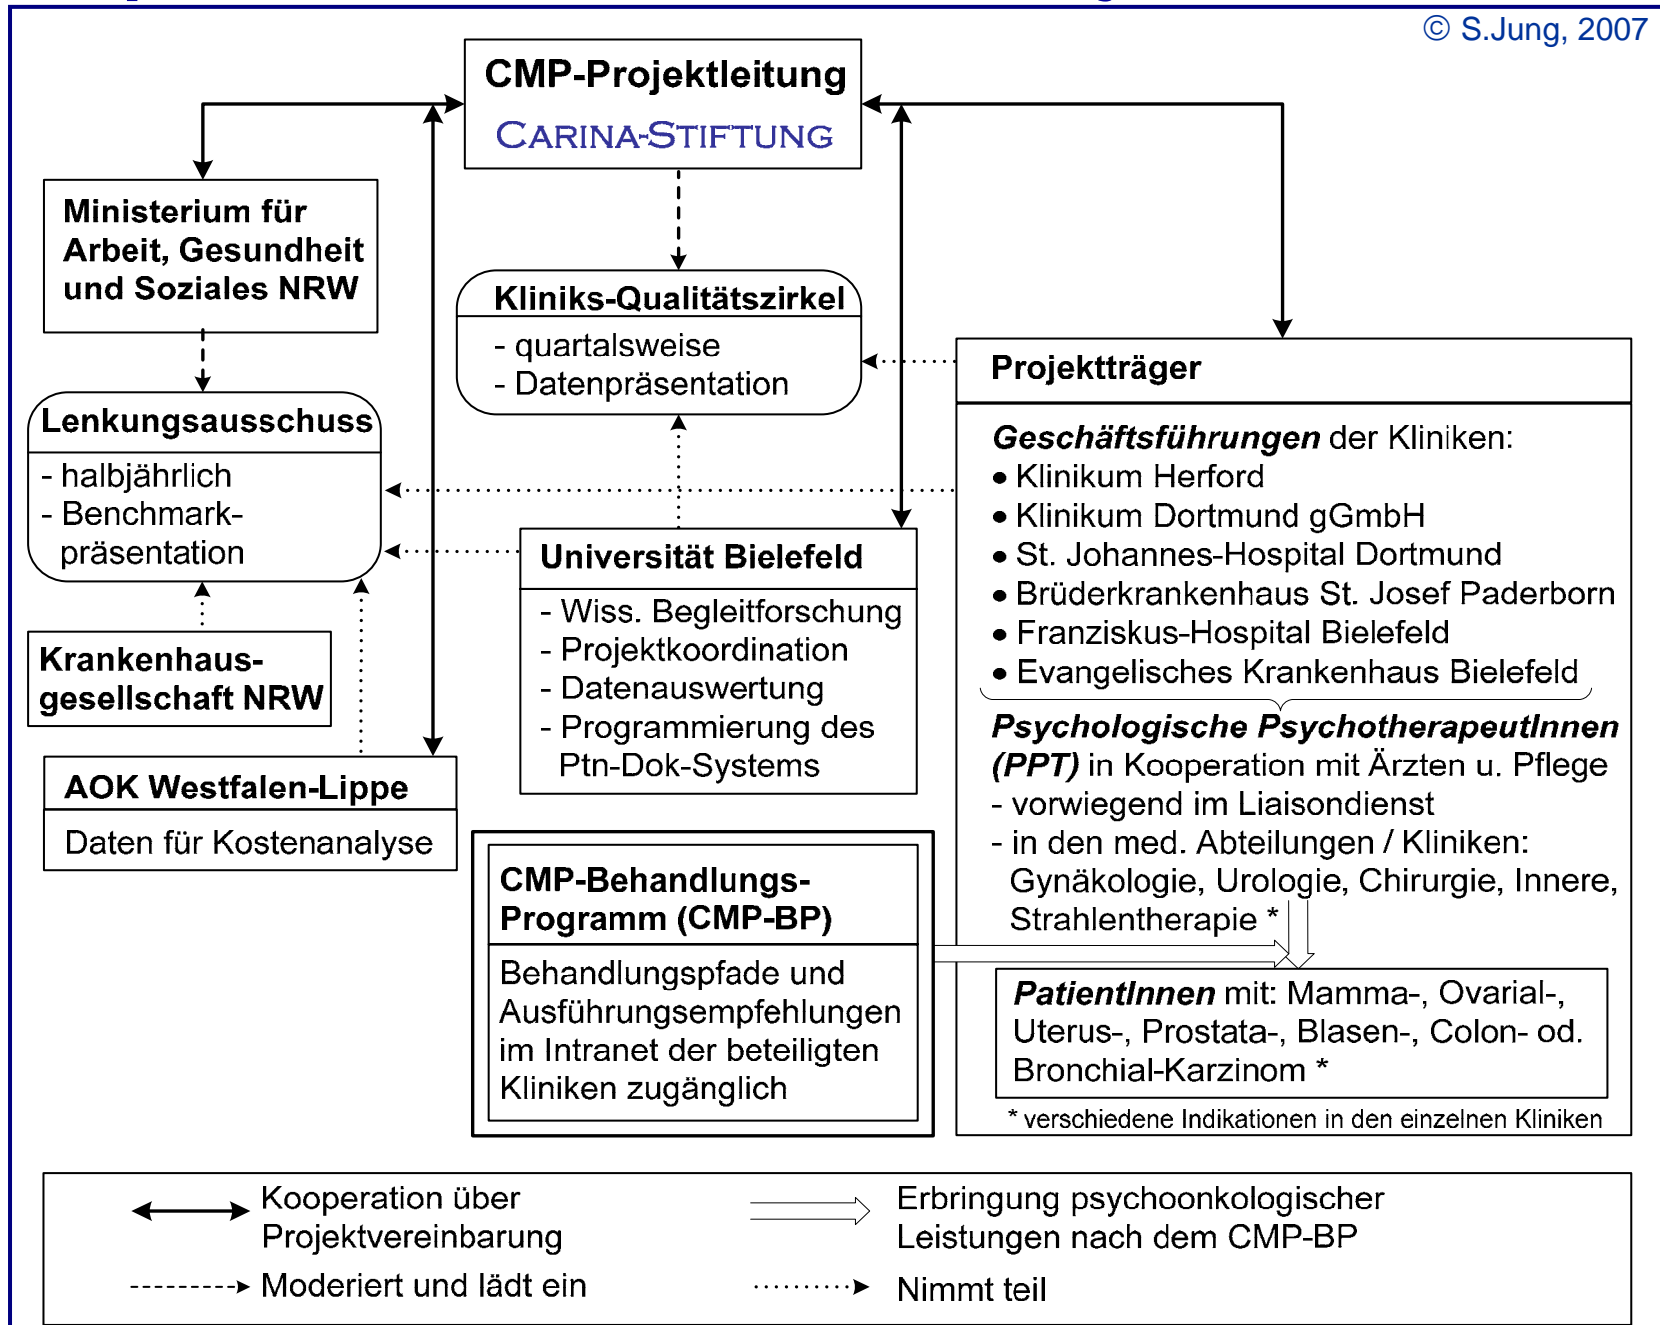 © S.Jung, 2007
CMP-Projektleitung
CARINA-STIFTUNG
Ministerium für
Arbeit, Gesundheit
und Soziales NRW
Kliniks-Qualitätszirkel
- quartalsweise
- Datenpräsentation
Lenkungsausschuss
- halbjährlich
- Benchmark-
präsentation
Krankenhaus-
gesellschaft NRW
AOK Westfalen-Lippe
Daten für Kostenanalyse
Universität Bielefeld
- Wiss. Begleitforschung
- Projektkoordination
- Datenauswertung
- Programmierung des
Ptn-Dok-Systems
CMP-Behandlungs-
Programm (CMP-BP)
Behandlungspfade und
Ausführungsempfehlungen
im Intranet der beteiligten
Kliniken zugänglich
Projektträger
Geschäftsführungen der Kliniken:
• Klinikum Herford
• Klinikum Dortmund gGmbH
• St. Johannes-Hospital Dortmund
• Brüderkrankenhaus St. Josef Paderborn
• Franziskus-Hospital Bielefeld
• Evangelisches Krankenhaus Bielefeld
Psychologische PsychotherapeutInnen
(PPT) in Kooperation mit Ärzten u. Pflege
- vorwiegend im Liaisondienst
- in den med. Abteilungen / Kliniken:
Gynäkologie, Urologie, Chirurgie, Innere,
Strahlentherapie *
PatientInnen mit: Mamma-, Ovarial-,
Uterus-, Prostata-, Blasen-, Colon- od.
Bronchial-Karzinom *
* verschiedene Indikationen in den einzelnen Kliniken
Kooperation über
Projektvereinbarung
Moderiert und lädt ein
Erbringung psychoonkologischer
Leistungen nach dem CMP-BP
Nimmt teil